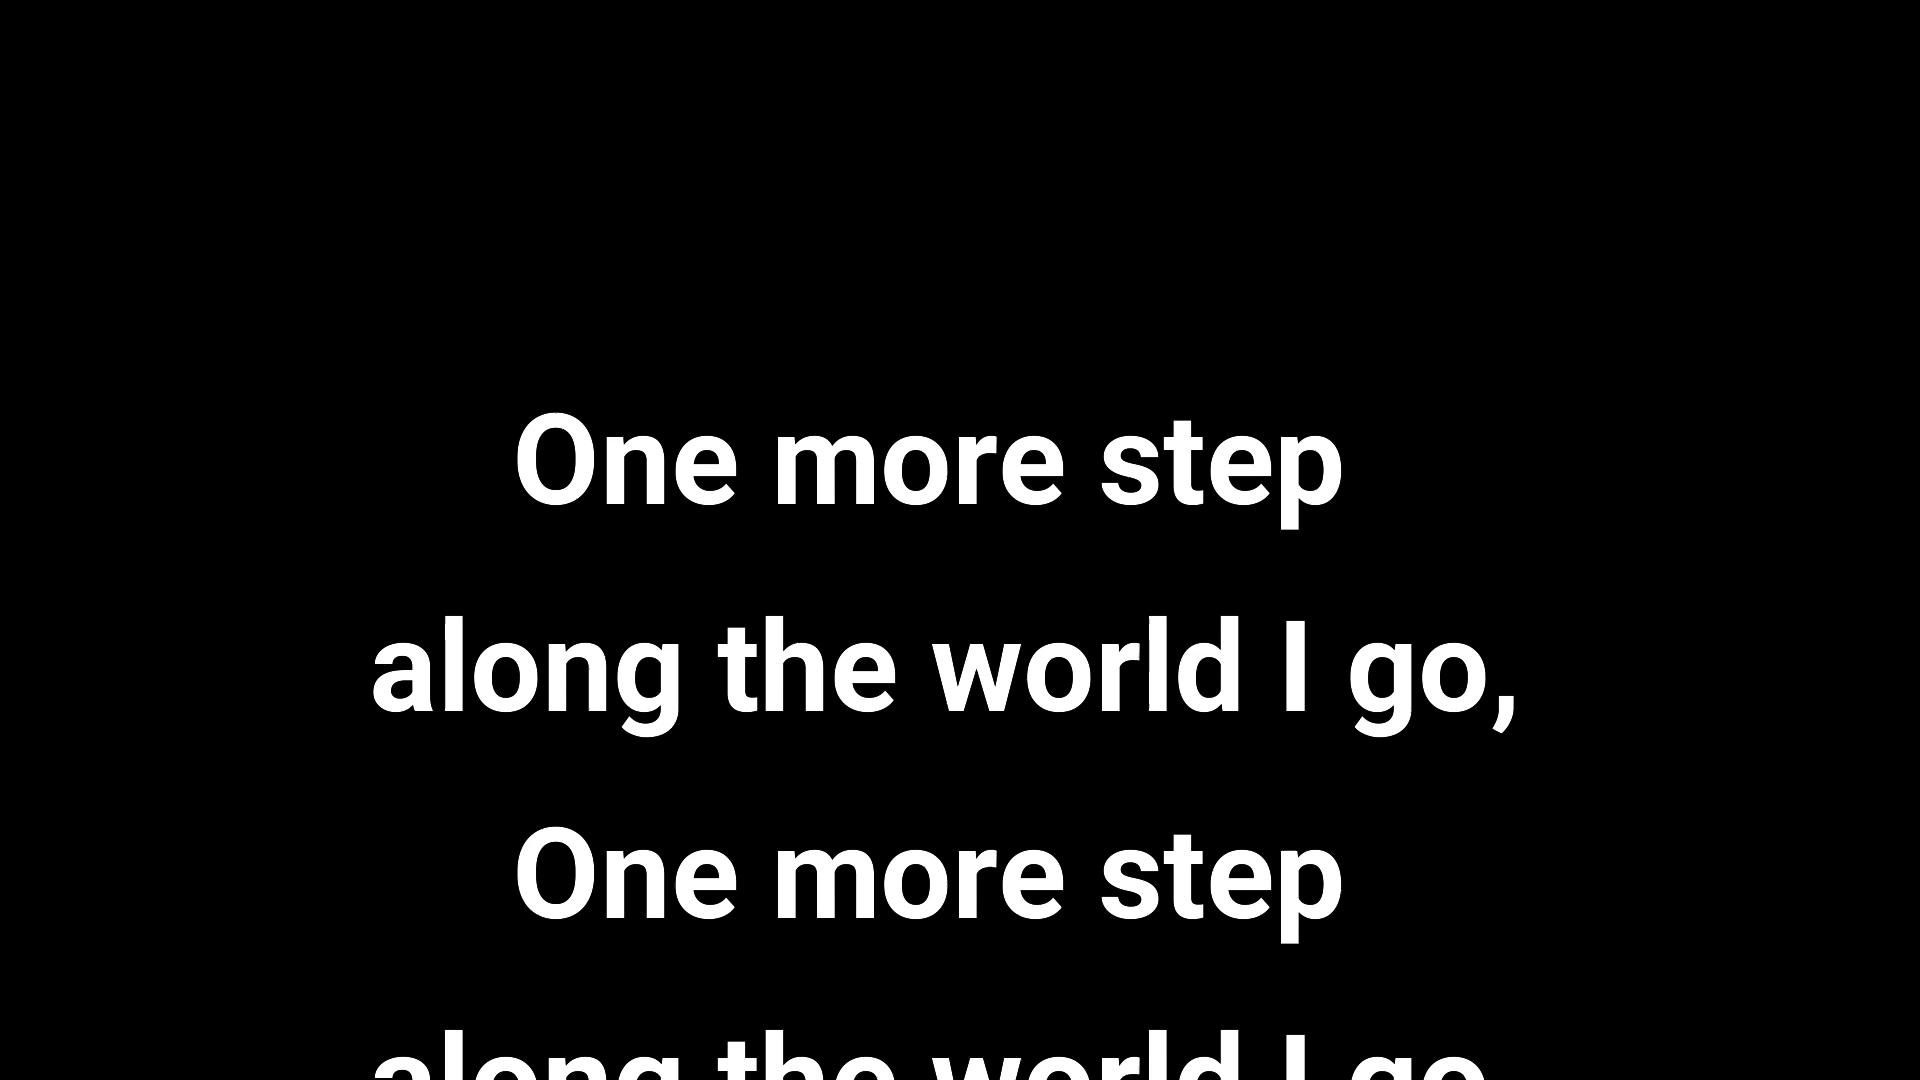 One more step
along the world I go,
One more step
along the world I go